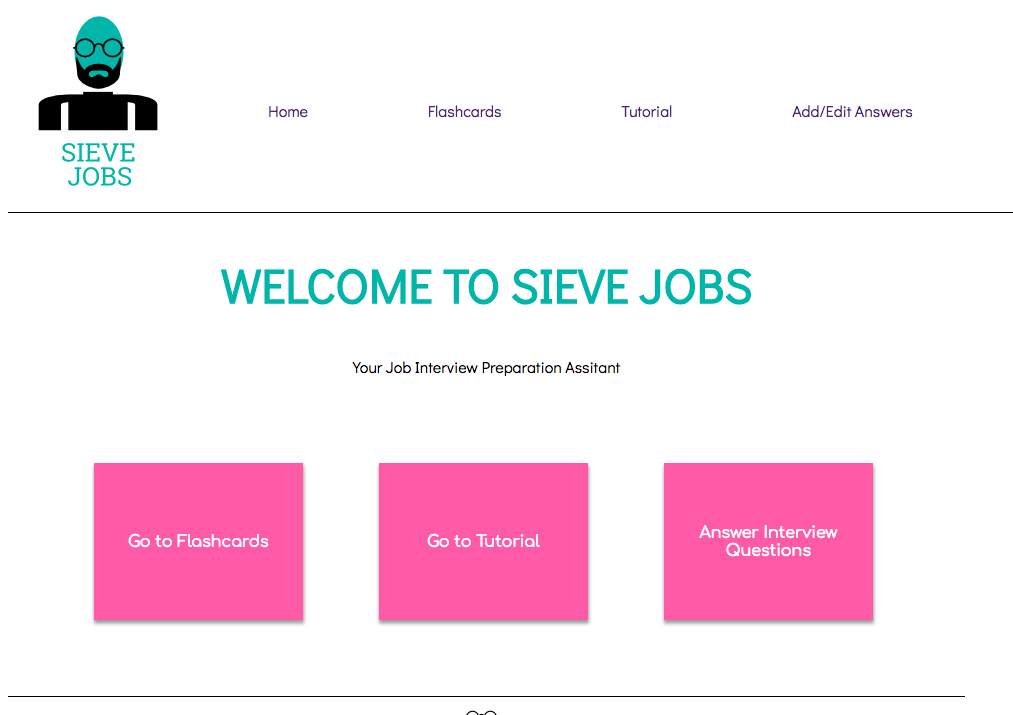 SIEVE
JOBS
Home
Flashcards
Tutorial
Add/Edit Answers
WELCOME TO SIEVE JOBS
Your Job Interview Preparation Assitant
Go to Flashcards
Go to Tutorial
Answer Interview
Questions